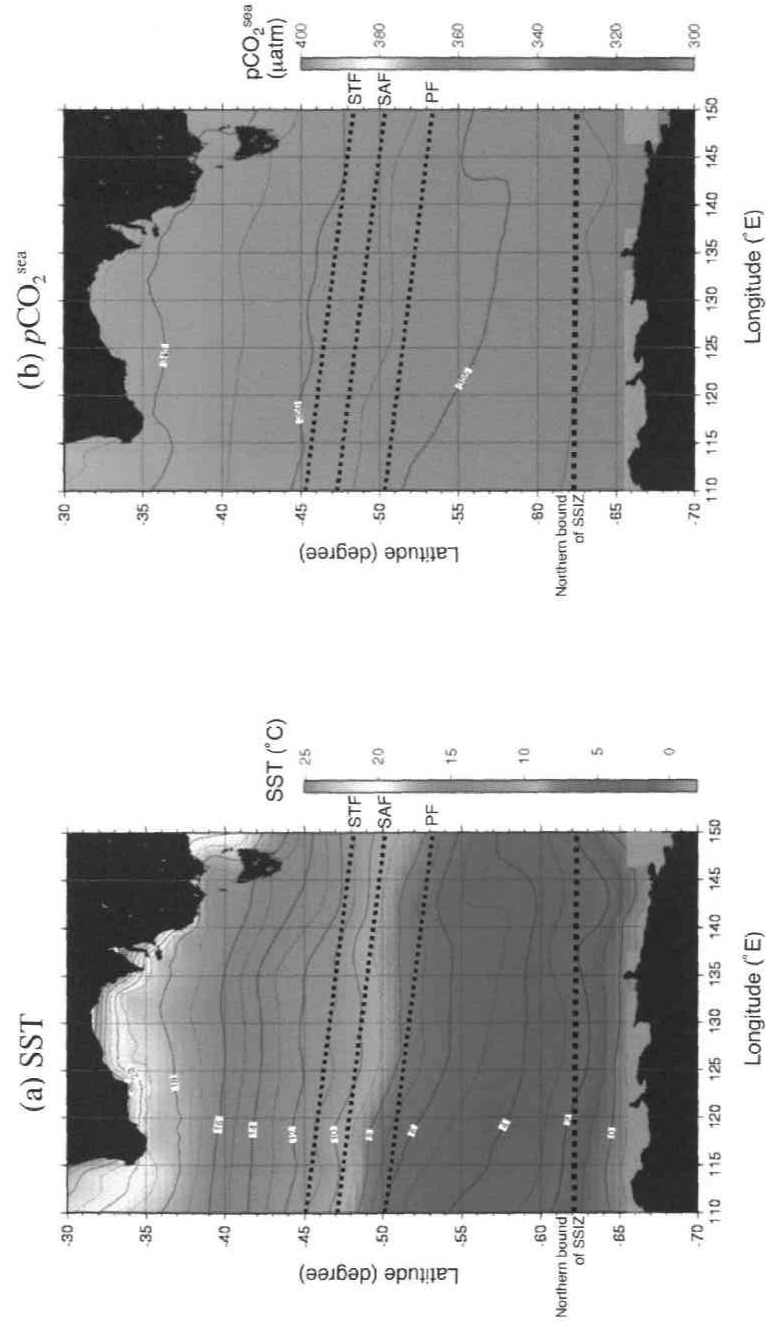 (a) SST
-30
-35
-40
-45
-50
-55
-60
-65
-70
Latitude (degree)
Northern bound
of SSIZ
110 115 120 125 130 135 140 145 150
Longitude (°E)
STF
SAF
PF
SST (°C)
25
20
15
10
5
0
(b) pCO₂ˢᵉᵃ
-30
-35
-40
-45
-50
-55
-60
-65
-70
Latitude (degree)
Northern bound
of SSIZ
110 115 120 125 130 135 140 145 150
Longitude (°E)
STF
SAF
PF
pCO₂ˢᵉᵃ
(μatm)
400
380
360
340
320
300